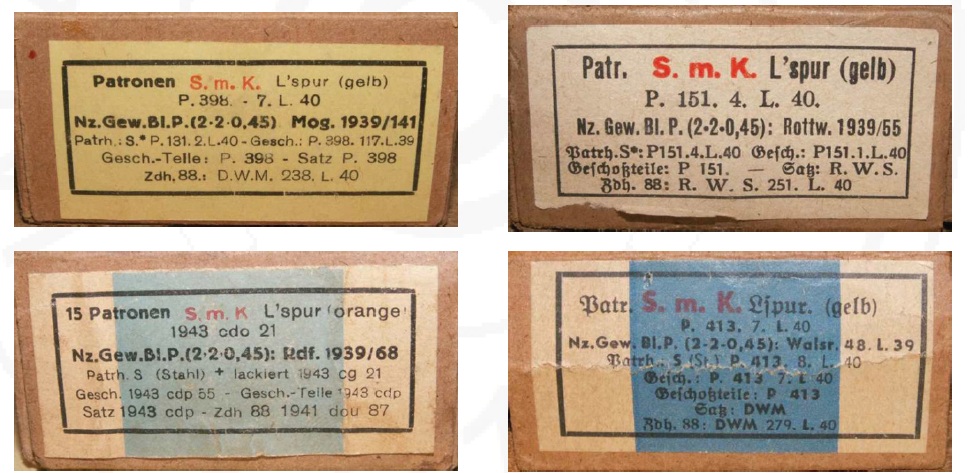 Patronen S. m. K. L'spur (gelb)
P. 398. - 7. L. 40
Nz.Gew.Bl.P.(2·2·0,45) Mog. 1939/141
Patrh.: S.* P.131.2.L.40 - Gesch.: P. 398. 117.L.39
Gesch.-Teile: P. 398 - Satz P. 398
Zdh. 88.: D.W.M. 238. L. 40
Patr. S. m. K. L'spur (gelb)
P. 151. 4. L. 40.
Nz. Gew. Bl. P. (2·2·0,45): Rottw. 1939/55
Patrh.S*: P151.4.L.40 Gesch.: P151.1.L.40
Geschoßteile: P 151. — Satz: R. W. S.
Zdh. 88: R. W. S. 251. L. 40
15 Patronen S. m. K L'spur (orange)
1943 cdo 21
Nz.Gew.Bl.P.(2·2·0,45): Rdf. 1939/68
Patrh. S (Stahl) + lackiert 1943 cg 21
Gesch. 1943 cdp 55 - Gesch.-Teile 1943 cdp
Satz 1943 cdp - Zdh 88 1941 dou 87
Patr. S. m. K. L'spur. (gelb)
P. 413. 7. L. 40
Nz.Gew. Bl. P. (2·2·0,45): Walsr. 48. L. 39
Patrh.: S (St.) P. 413. 8. L. 40
Gesch.: P. 413 7. L 40
Geschoßteile: P 413
Satz: DWM
Zdh. 88: DWM 279. L. 40